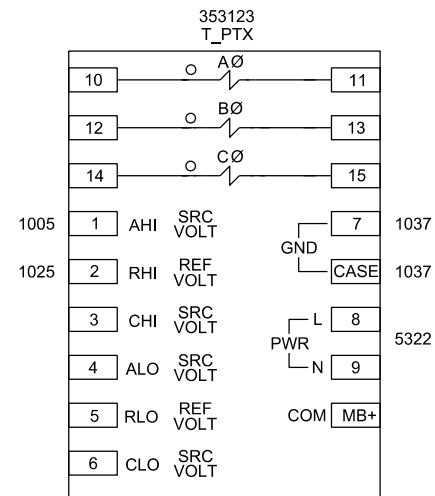 353123
T_PTX
10 AØ 11
12 BØ 13
14 CØ 15
1005 1 AHI SRC VOLT 7 1037
GND
1025 2 RHI REF VOLT CASE 1037
3 CHI SRC VOLT L 8
PWR 5322
4 ALO SRC VOLT N 9
5 RLO REF VOLT COM MB+
6 CLO SRC VOLT